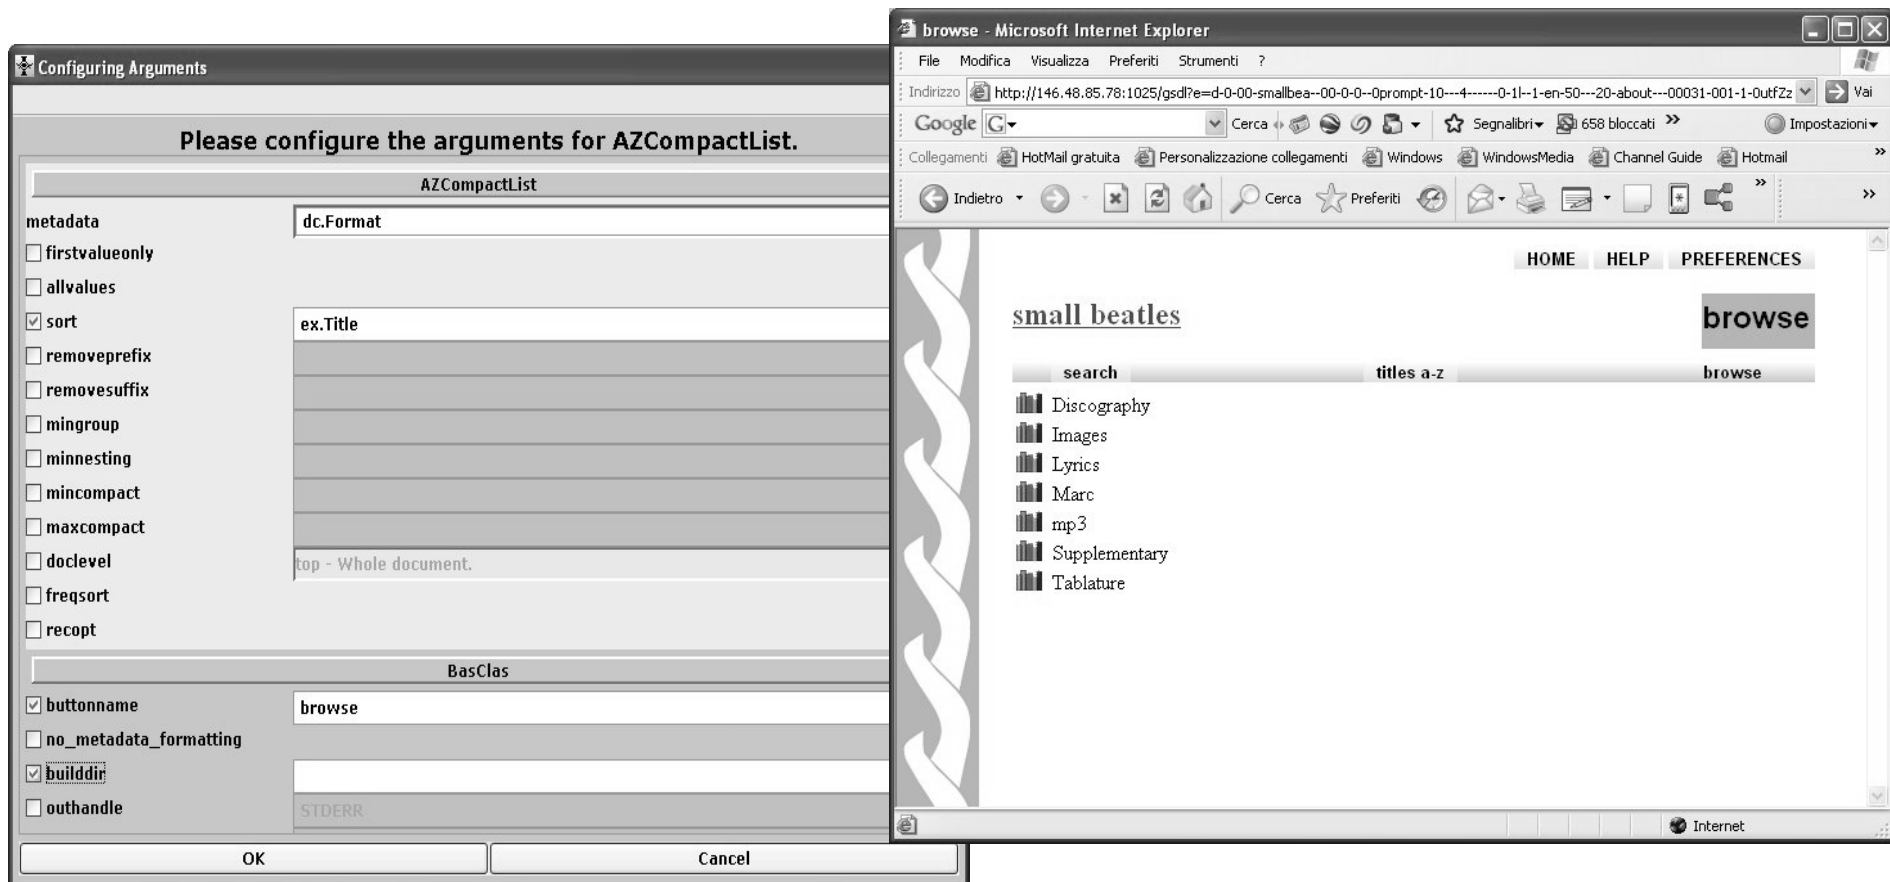 Configuring Arguments
Please configure the arguments for AZCompactList.
AZCompactList
metadata dc.Format
firstvalueonly
allvalues
sort ex.Title
removeprefix
removesuffix
mingroup
minnesting
mincompact
maxcompact
doclevel top - Whole document.
freqsort
recopt
BasClas
buttonname browse
no_metadata_formatting
builddir
outhandle STDERR
OK Cancel
browse - Microsoft Internet Explorer
File Modifica Visualizza Preferiti Strumenti ?
Indirizzo http://146.48.85.78:1025/gsdl?e=d-0-00-smallbea--00-0-0--0prompt-10---4------0-1l--1-en-50---20-about---00031-001-1-0utfZz Vai
Google G Cerca Segnalibri 658 bloccati >> Impostazioni
Collegamenti HotMail gratuita Personalizzazione collegamenti Windows WindowsMedia Channel Guide Hotmail >>
Indietro Cerca Preferiti >> >>
HOME HELP PREFERENCES
small beatles browse
search titles a-z browse
Discography
Images
Lyrics
Marc
mp3
Supplementary
Tablature
Internet